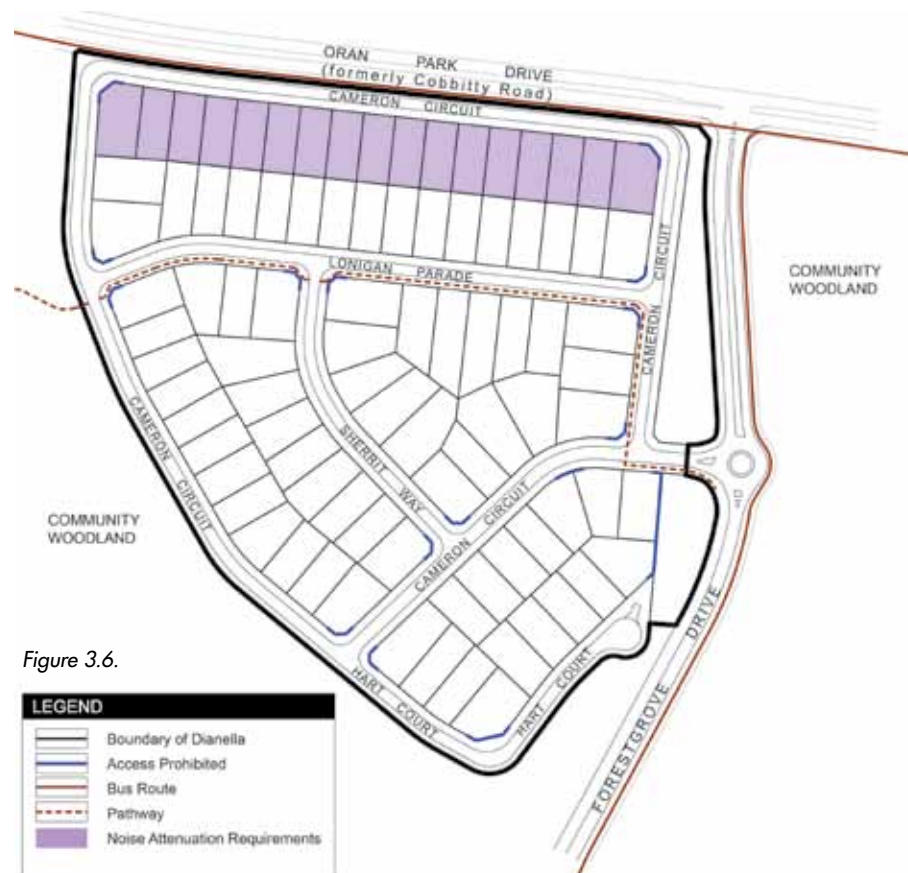 ORAN PARK DRIVE
(formerly Cobbitty Road)
CAMERON CIRCUIT
CIRCUIT
LONIGAN PARADE
COMMUNITY
WOODLAND
CAMERON
CAMERON CIRCUIT
SHERRIT WAY
CAMERON CIRCUIT
COMMUNITY
WOODLAND
HART COURT
HART COURT
FORESTGROVE DRIVE
Figure 3.6.
LEGEND
Boundary of Dianella
Access Prohibited
Bus Route
Pathway
Noise Attenuation Requirements